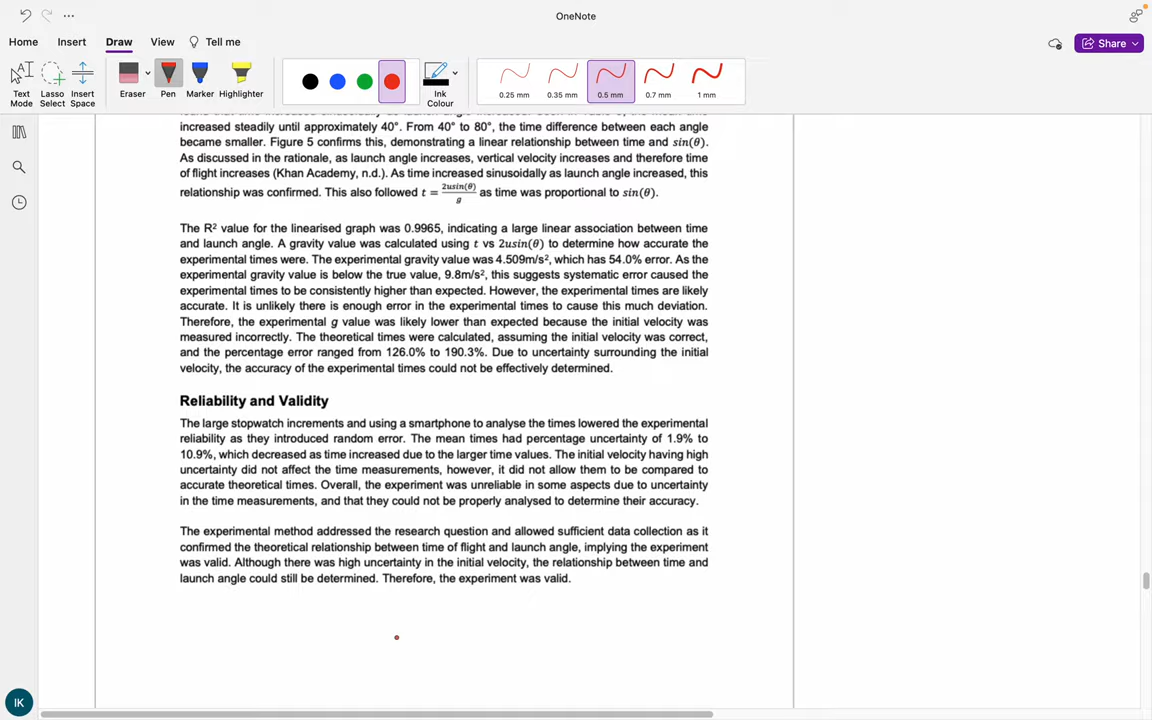 OneNote
Home Insert Draw View Tell me
Share
Text Mode
Lasso Select
Insert Space
Eraser
Pen
Marker
Highlighter
Ink Colour
0.25 mm
0.35 mm
0.5 mm
0.7 mm
1 mm
increased steadily until approximately 40°. From 40° to 80°, the time difference between each angle
became smaller. Figure 5 confirms this, demonstrating a linear relationship between time and sin(θ).
As discussed in the rationale, as launch angle increases, vertical velocity increases and therefore time
of flight increases (Khan Academy, n.d.). As time increased sinusoidally as launch angle increased, this
relationship was confirmed. This also followed t = 2usin(θ)/g as time was proportional to sin(θ).
The R² value for the linearised graph was 0.9965, indicating a large linear association between time
and launch angle. A gravity value was calculated using t vs 2usin(θ) to determine how accurate the
experimental times were. The experimental gravity value was 4.509m/s², which has 54.0% error. As the
experimental gravity value is below the true value, 9.8m/s², this suggests systematic error caused the
experimental times to be consistently higher than expected. However, the experimental times are likely
accurate. It is unlikely there is enough error in the experimental times to cause this much deviation.
Therefore, the experimental g value was likely lower than expected because the initial velocity was
measured incorrectly. The theoretical times were calculated, assuming the initial velocity was correct,
and the percentage error ranged from 126.0% to 190.3%. Due to uncertainty surrounding the initial
velocity, the accuracy of the experimental times could not be effectively determined.
Reliability and Validity
The large stopwatch increments and using a smartphone to analyse the times lowered the experimental
reliability as they introduced random error. The mean times had percentage uncertainty of 1.9% to
10.9%, which decreased as time increased due to the larger time values. The initial velocity having high
uncertainty did not affect the time measurements, however, it did not allow them to be compared to
accurate theoretical times. Overall, the experiment was unreliable in some aspects due to uncertainty
in the time measurements, and that they could not be properly analysed to determine their accuracy.
The experimental method addressed the research question and allowed sufficient data collection as it
confirmed the theoretical relationship between time of flight and launch angle, implying the experiment
was valid. Although there was high uncertainty in the initial velocity, the relationship between time and
launch angle could still be determined. Therefore, the experiment was valid.
IK